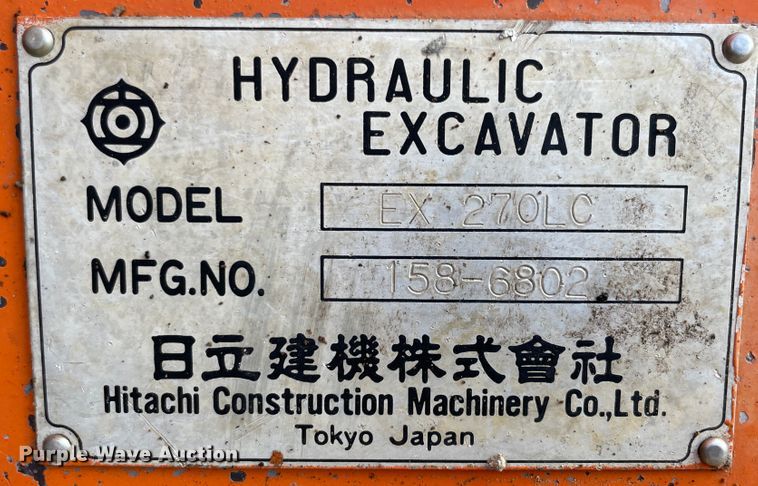 HYDRAULIC
EXCAVATOR
MODEL EX 270LC
MFG.NO. 158-6802
日立建機株式會社
Hitachi Construction Machinery Co.,Ltd.
Tokyo Japan
Purple Wave Auction